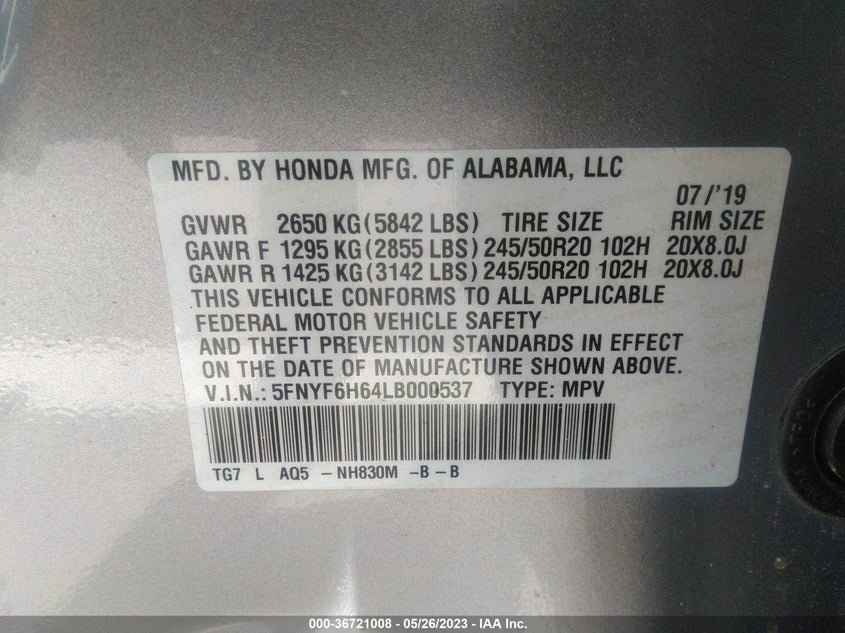 MFD. BY HONDA MFG. OF ALABAMA, LLC
07/'19
GVWR 2650 KG(5842 LBS) TIRE SIZE RIM SIZE
GAWR F 1295 KG(2855 LBS) 245/50R20 102H 20X8.0J
GAWR R 1425 KG(3142 LBS) 245/50R20 102H 20X8.0J
THIS VEHICLE CONFORMS TO ALL APPLICABLE
FEDERAL MOTOR VEHICLE SAFETY
AND THEFT PREVENTION STANDARDS IN EFFECT
ON THE DATE OF MANUFACTURE SHOWN ABOVE.
V.I.N.: 5FNYF6H64LB000537 TYPE: MPV
TG7 L AQ5 - NH830M - B - B
000-36721008 - 05/26/2023 - IAA Inc.